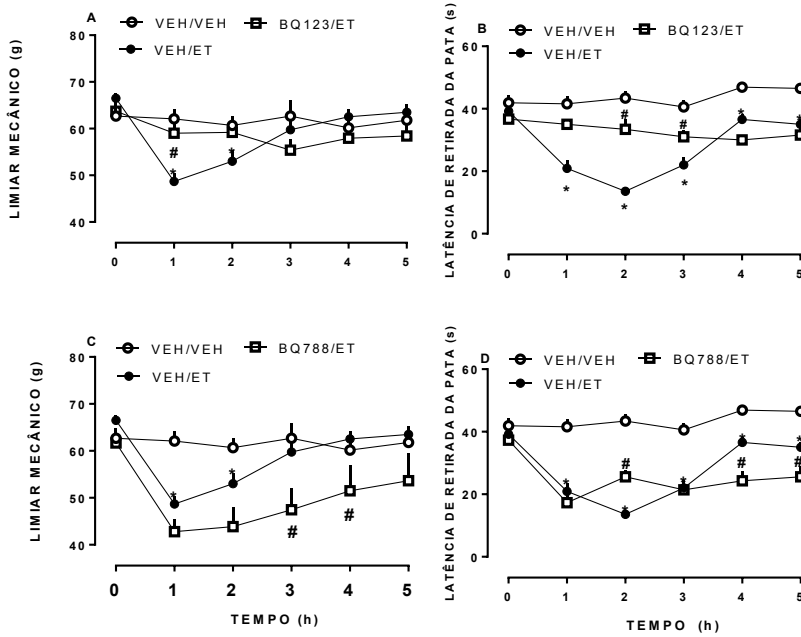 A
VEH/VEH BQ123/ET
VEH/ET
LIMIAR MECÂNICO (g)
80
70
60
50
40
#
*
*
0 1 2 3 4 5
B
VEH/VEH BQ123/ET
VEH/ET
LATÊNCIA DE RETIRADA DA PATA (s)
60
40
20
0
# # * *
* * *
0 1 2 3 4 5
C
VEH/VEH BQ788/ET
VEH/ET
LIMIAR MECÂNICO (g)
80
70
60
50
40
* *
# #
0 1 2 3 4 5
TEMPO (h)
D
VEH/VEH BQ788/ET
VEH/ET
LATÊNCIA DE RETIRADA DA PATA (s)
60
40
20
0
* * * * *
# # #
0 1 2 3 4 5
TEMPO (h)